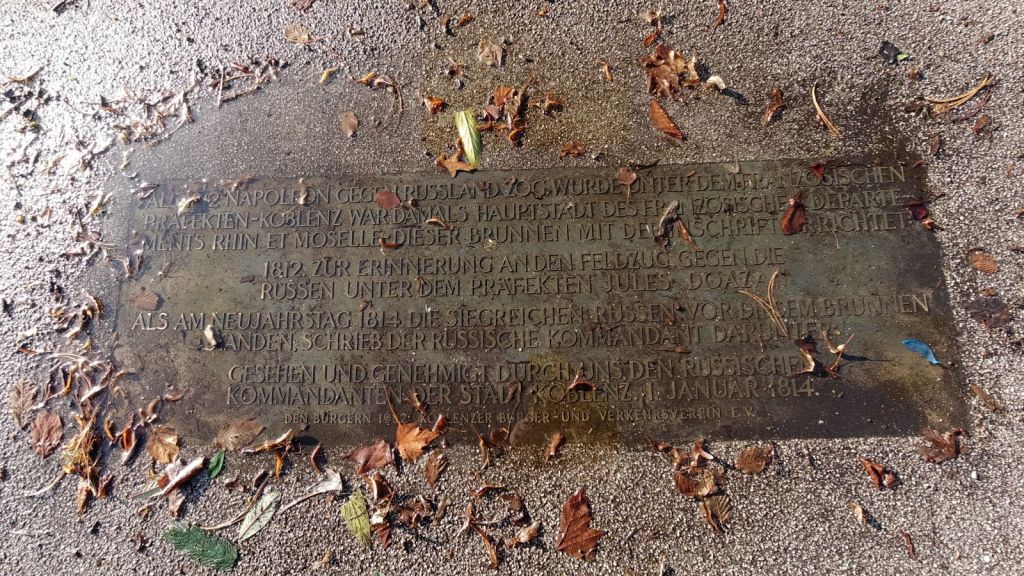 ALS 1812 NAPOLEON GEGEN RUSSLAND ZOG, WURDE UNTER DEM FRANZÖSISCHEN
PRÄFEKTEN - KOBLENZ WAR DAMALS HAUPTSTADT DES FRANZÖSISCHEN DEPARTE-
MENTS RHIN ET MOSELLE - DIESER BRUNNEN MIT DER INSCHRIFT ERRICHTET:
1812. ZUR ERINNERUNG AN DEN FELDZUG GEGEN DIE
RUSSEN UNTER DEM PRÄFEKTEN JULES DOAZAN.
ALS AM NEUJAHRSTAG 1814 DIE SIEGREICHEN RUSSEN VOR DIESEM BRUNNEN
STANDEN, SCHRIEB DER RUSSISCHE KOMMANDANT DARUNTER:
GESEHEN UND GENEHMIGT DURCH UNS DEN RUSSISCHEN
KOMMANDANTEN DER STADT KOBLENZ, 1. JANUAR 1814.
DEN BÜRGERN BÜRGER- UND VERKEHRSVEREIN E.V.